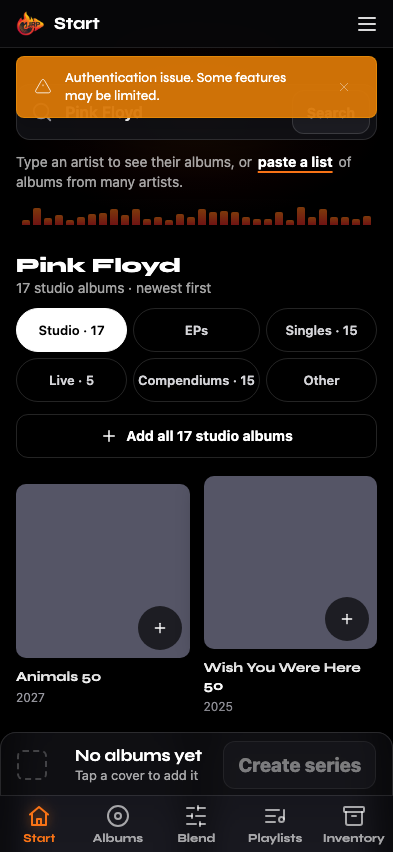 Start
Authentication issue. Some features
may be limited.
Pink Floyd
Search
Type an artist to see their albums, or paste a list of
albums from many artists.
Pink Floyd
17 studio albums · newest first
Studio · 17
EPs
Singles · 15
Live · 5
Compendiums · 15
Other
+ Add all 17 studio albums
Animals 50
2027
Wish You Were Here
50
2025
No albums yet
Tap a cover to add it
Create series
Start
Albums
Blend
Playlists
Inventory